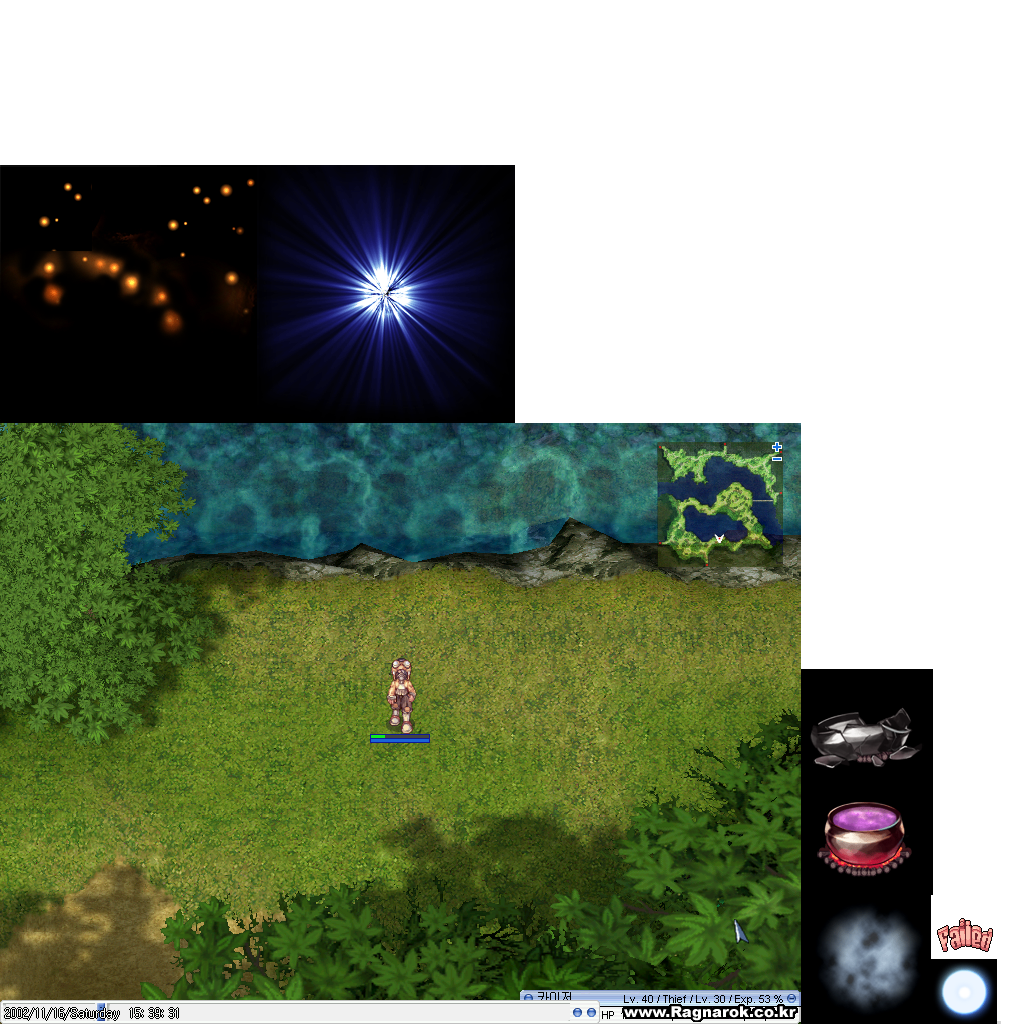 Failed
카이저 Lv. 40 / Thief / Lv. 30 / Exp. 53 %
2002/11/16/Saturday 15: 39: 31
HP
www.Ragnarok.co.kr